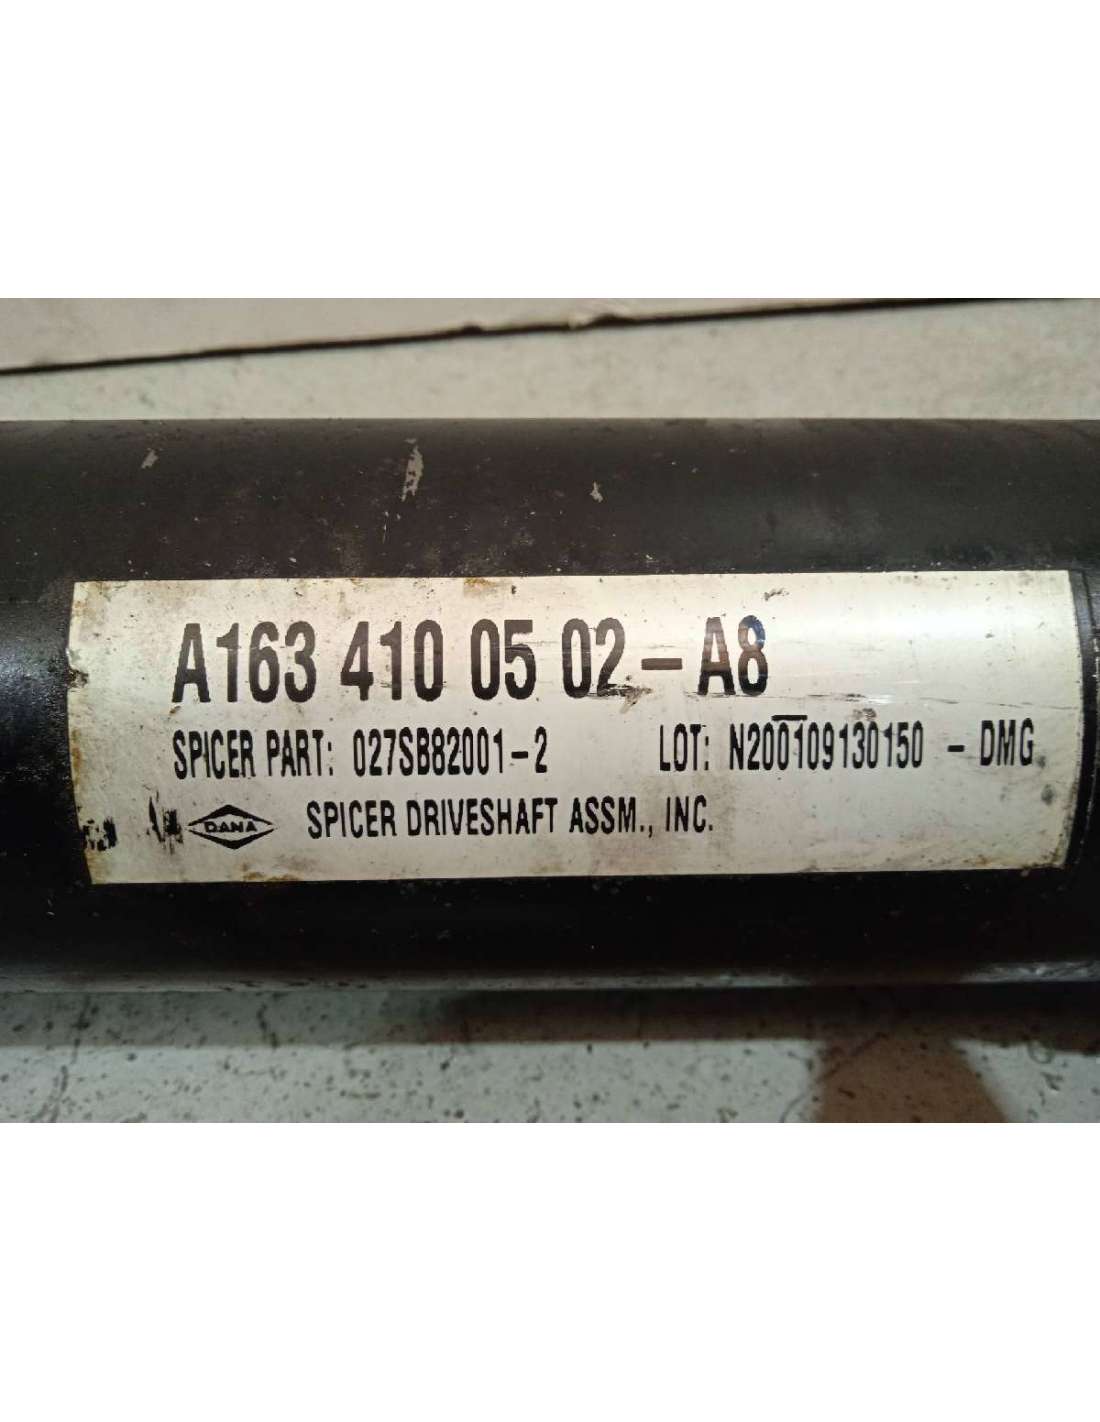 A163 410 05 02-A8
SPICER PART: 027SB82001-2 LOT: N200109130150 - DMG
DANA SPICER DRIVESHAFT ASSM., INC.